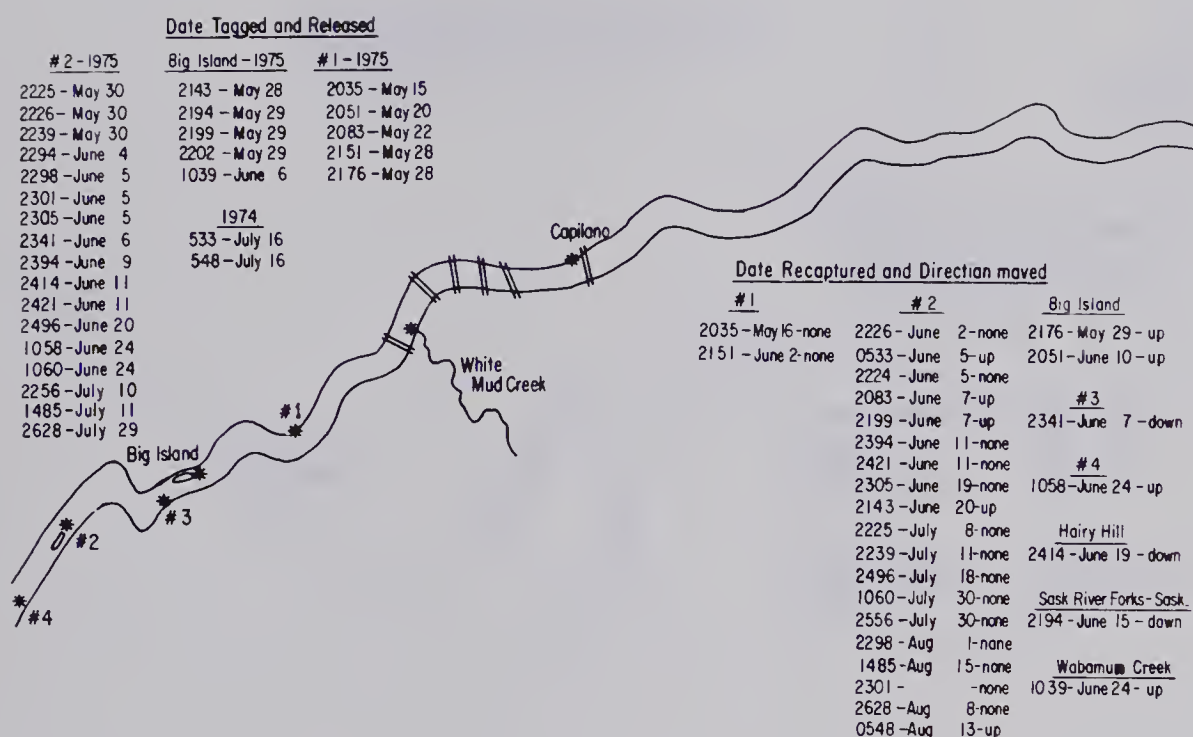 Date Tagged and Released
#2-1975
2225 - May 30
2226 - May 30
2239 - May 30
2294 - June 4
2298 - June 5
2301 - June 5
2305 - June 5
2341 - June 6
2394 - June 9
2414 - June 11
2421 - June 11
2496 - June 20
1058 - June 24
1060 - June 24
2256 - July 10
1485 - July 11
2628 - July 29
Big Island - 1975
2143 - May 28
2194 - May 29
2199 - May 29
2202 - May 29
1039 - June 6
1974
533 - July 16
548 - July 16
#1 - 1975
2035 - May 15
2051 - May 20
2083 - May 22
2151 - May 28
2176 - May 28
Capilano
White
Mud Creek
#1
Big Island
#3
#2
#4
Date Recaptured and Direction moved
#1
2035 - May 16 - none
2151 - June 2 - none
#2
2226 - June 2 - none
0533 - June 5 - up
2224 - June 5 - none
2083 - June 7 - up
2199 - June 7 - up
2394 - June 11 - none
2421 - June 11 - none
2305 - June 19 - none
2143 - June 20 - up
2225 - July 8 - none
2239 - July 11 - none
2496 - July 18 - none
1060 - July 30 - none
2556 - July 30 - none
2298 - Aug 1 - none
1485 - Aug 15 - none
2301 - - none
2628 - Aug 8 - none
0548 - Aug 13 - up
Big Island
2176 - May 29 - up
2051 - June 10 - up
#3
2341 - June 7 - down
#4
1058 - June 24 - up
Hairy Hill
2414 - June 19 - down
Sask River Forks - Sask.
2194 - June 15 - down
Wabamum Creek
1039 - June 24 - up